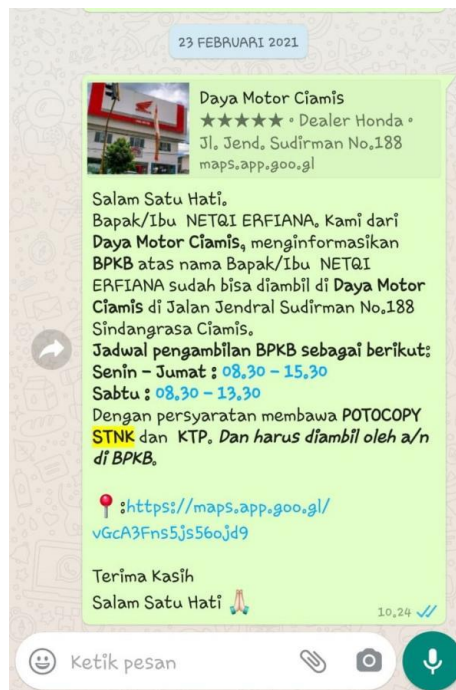 23 FEBRUARI 2021
Daya Motor Ciamis
★★★★★ • Dealer Honda •
Jl. Jend. Sudirman No.188
maps.app.goo.gl
Salam Satu Hati.
Bapak/Ibu NETQI ERFIANA. Kami dari
Daya Motor Ciamis, menginformasikan
BPKB atas nama Bapak/Ibu NETQI
ERFIANA sudah bisa diambil di Daya Motor
Ciamis di Jalan Jendral Sudirman No.188
Sindangrasa Ciamis.
Jadwal pengambilan BPKB sebagai berikut:
Senin – Jumat : 08.30 – 15.30
Sabtu : 08.30 – 13.30
Dengan persyaratan membawa POTOCOPY
STNK dan KTP. Dan harus diambil oleh a/n
di BPKB.
📍:https://maps.app.goo.gl/
vGcA3Fns5js56ojd9
Terima Kasih
Salam Satu Hati 🙏🏻
10.24
Ketik pesan